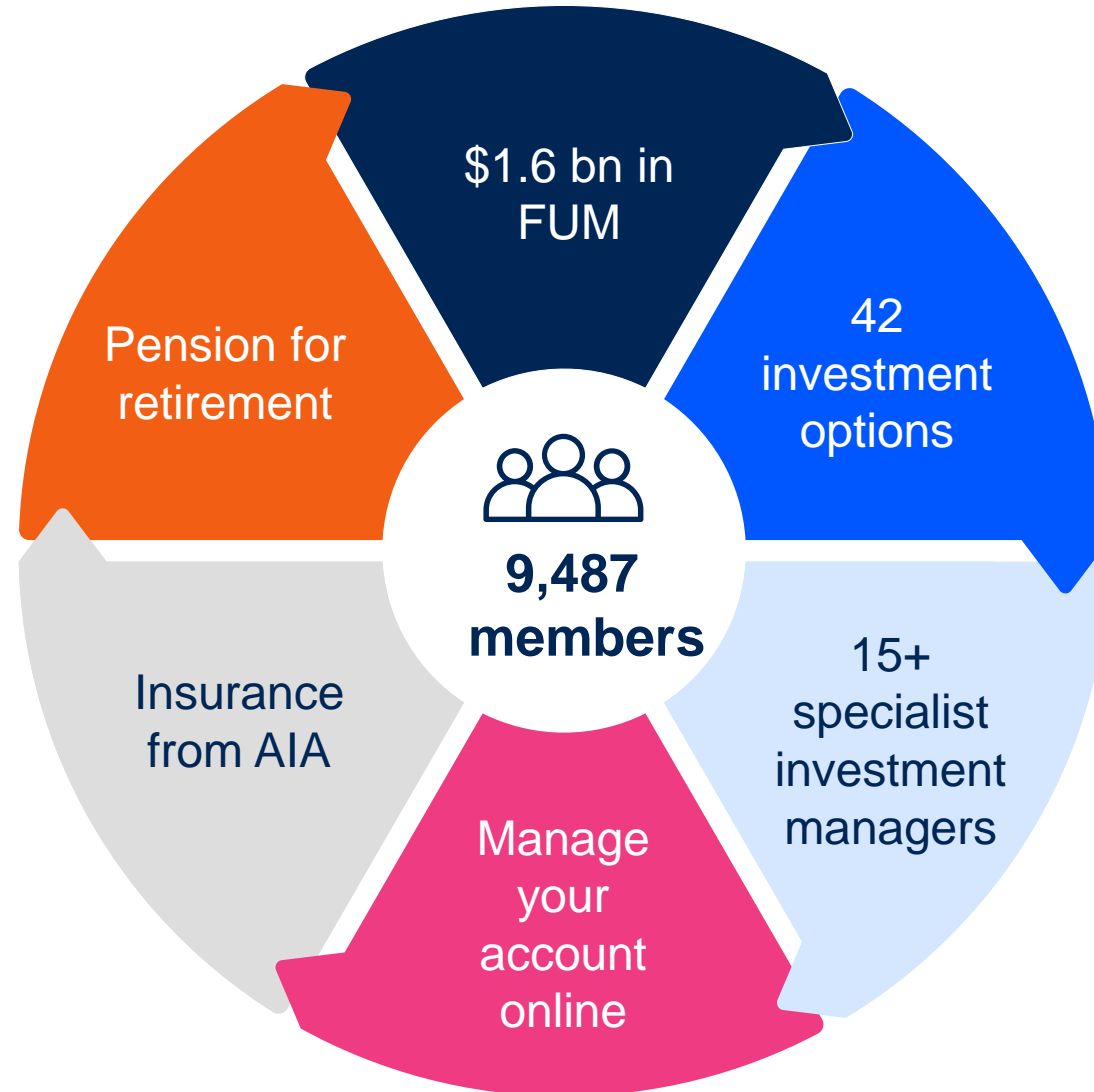 $1.6 bn in
FUM
42
investment
options
15+
specialist
investment
managers
Manage
your
account
online
Insurance
from AIA
Pension for
retirement
9,487
members